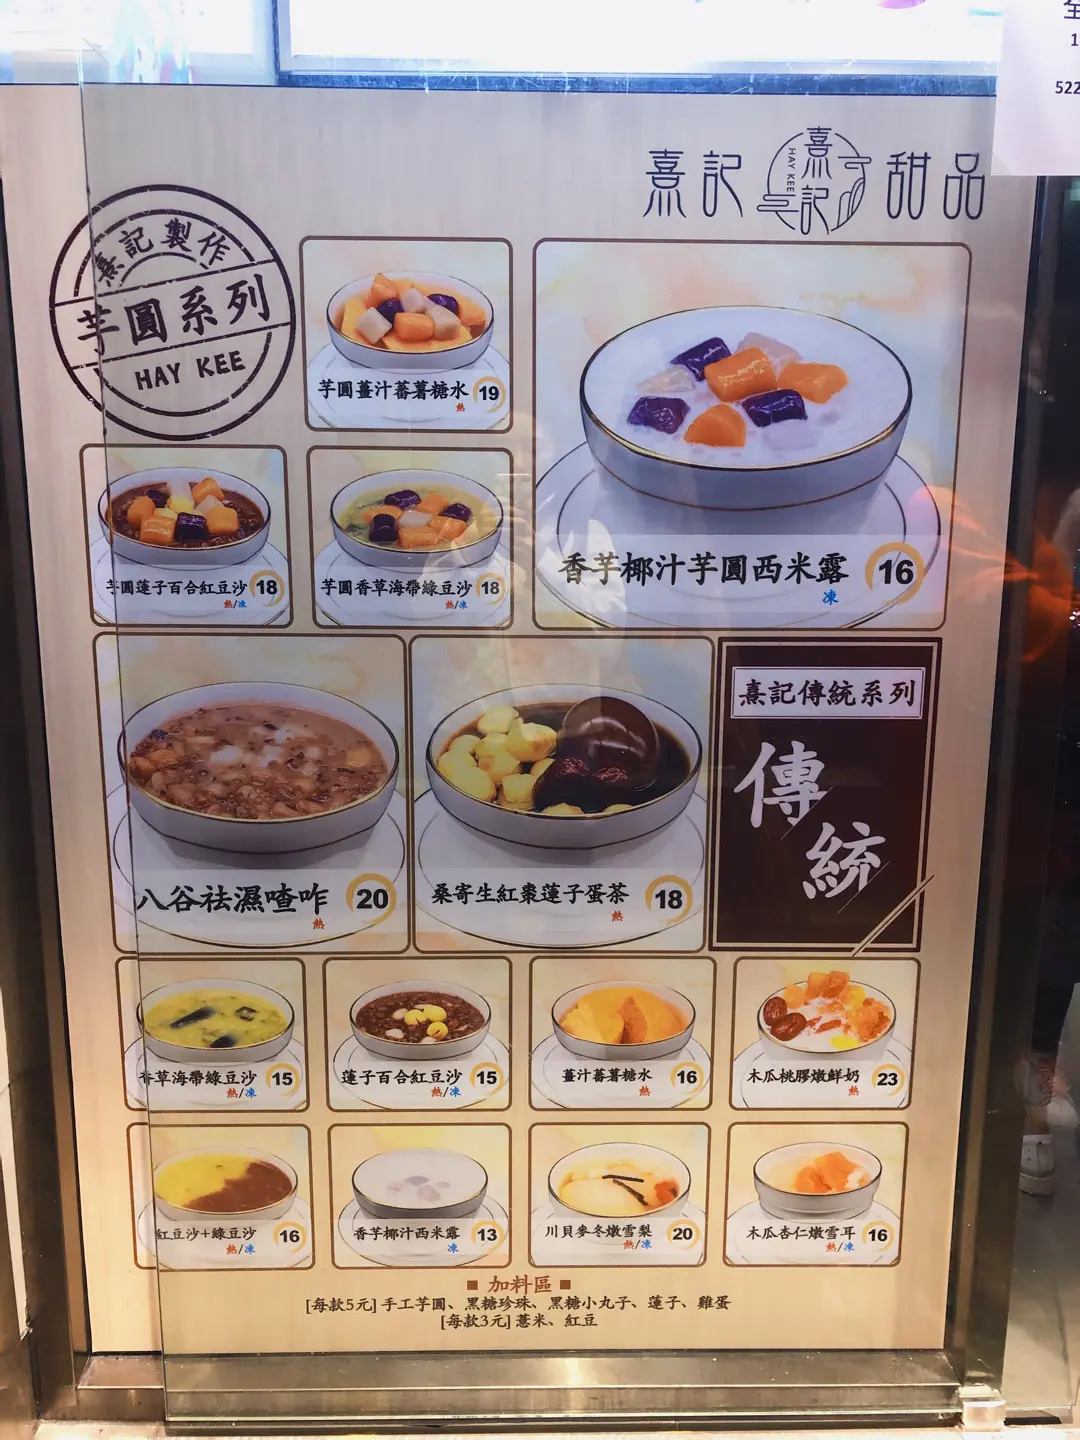 全
1
522
熹記 熹記 HAY KEE 甜品
熹記製作
芋圓系列
HAY KEE
芋圓薑汁蕃薯糖水 19
熱
芋圓蓮子百合紅豆沙 18
熱/凍
芋圓香草海帶綠豆沙 18
熱/凍
香芋椰汁芋圓西米露 16
凍
八谷祛濕喳咋 20
熱
桑寄生紅棗蓮子蛋茶 18
熱
熹記傳統系列
傳統
香草海帶綠豆沙 15
熱/凍
蓮子百合紅豆沙 15
熱/凍
薑汁蕃薯糖水 16
熱
木瓜桃膠燉鮮奶 23
熱
紅豆沙+綠豆沙 16
熱/凍
香芋椰汁西米露 13
凍
川貝麥冬燉雪梨 20
熱/凍
木瓜杏仁燉雪耳 16
熱/凍
■ 加料區 ■
[每款5元] 手工芋圓、黑糖珍珠、黑糖小丸子、蓮子、雞蛋
[每款3元] 薏米、紅豆